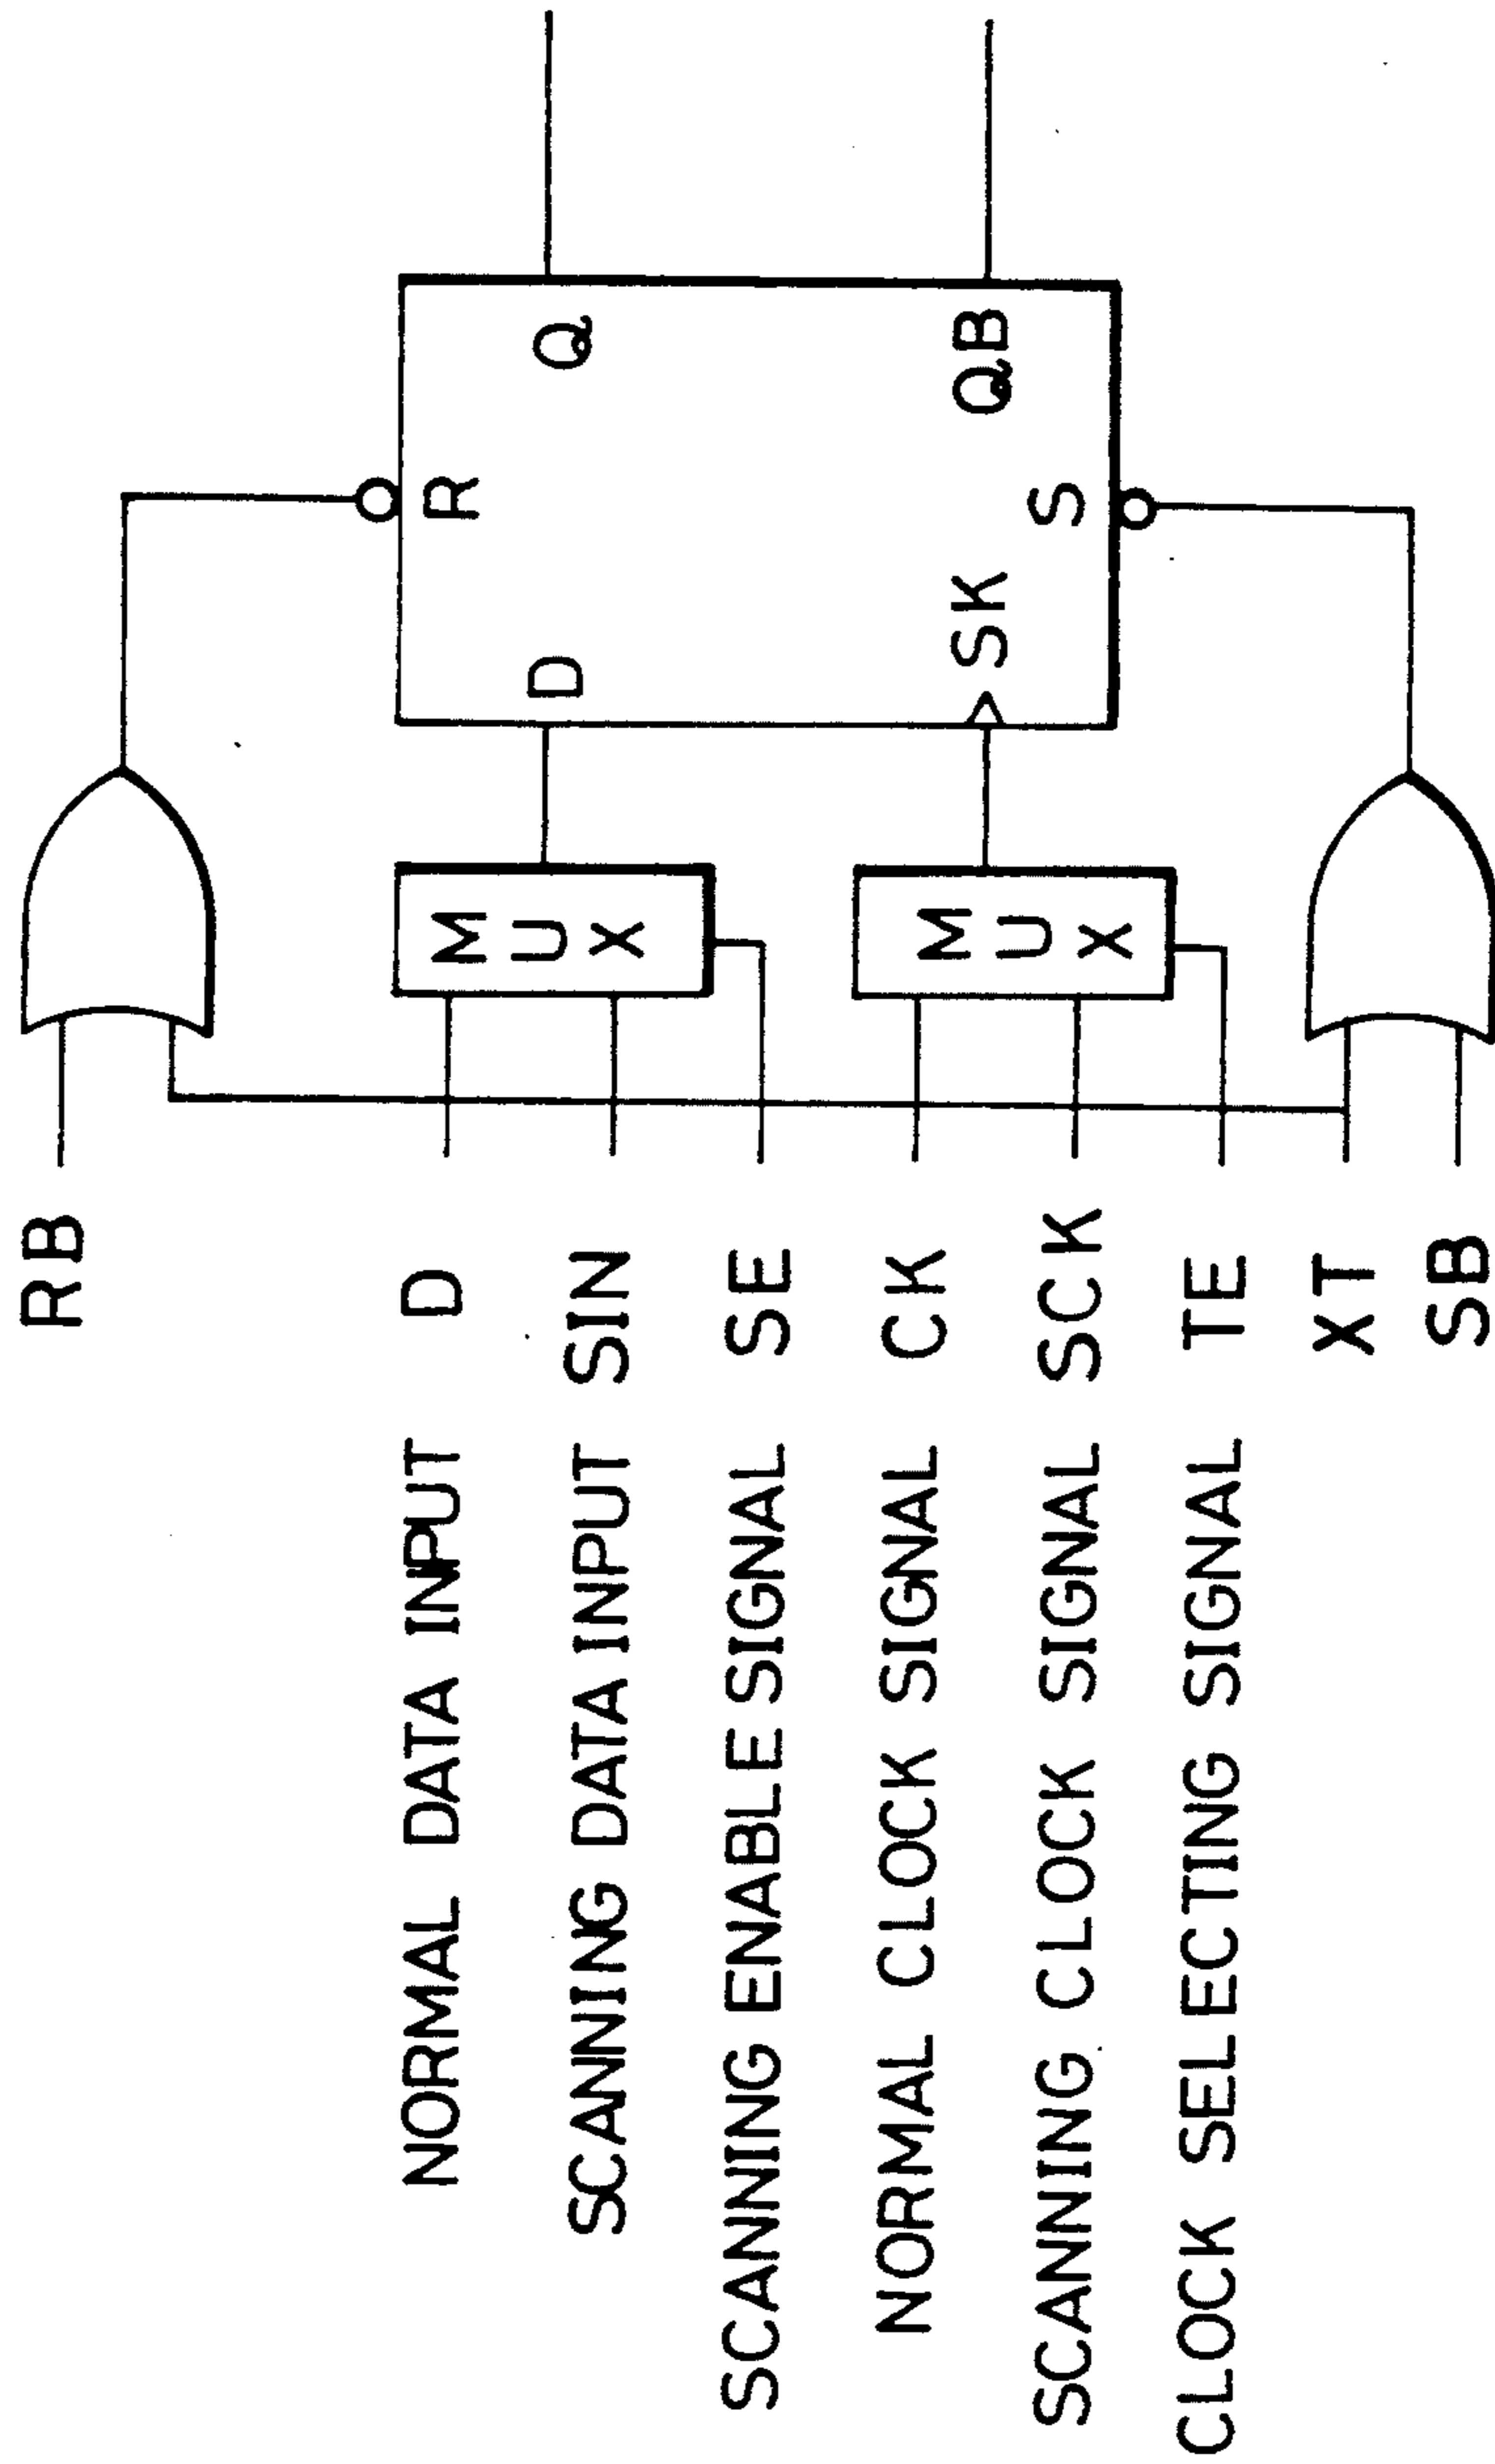 RB
NORMAL DATA INPUT D
SCANNING DATA INPUT SIN
SCANNING ENABLE SIGNAL SE
NORMAL CLOCK SIGNAL CK
SCANNING CLOCK SIGNAL SCK
CLOCK SELECTING SIGNAL TE
XT
SB
MUX
MUX
R
D
Q
SK
QB
S